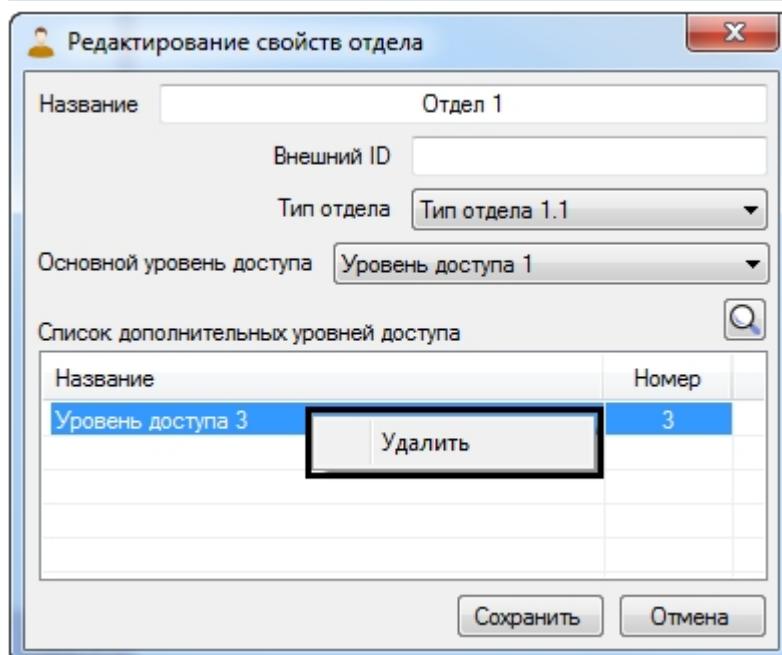 Редактирование свойств отдела
Название Отдел 1
Внешний ID
Тип отдела Тип отдела 1.1
Основной уровень доступа Уровень доступа 1
Список дополнительных уровней доступа
Название Номер
Уровень доступа 3 3
Удалить
Сохранить Отмена